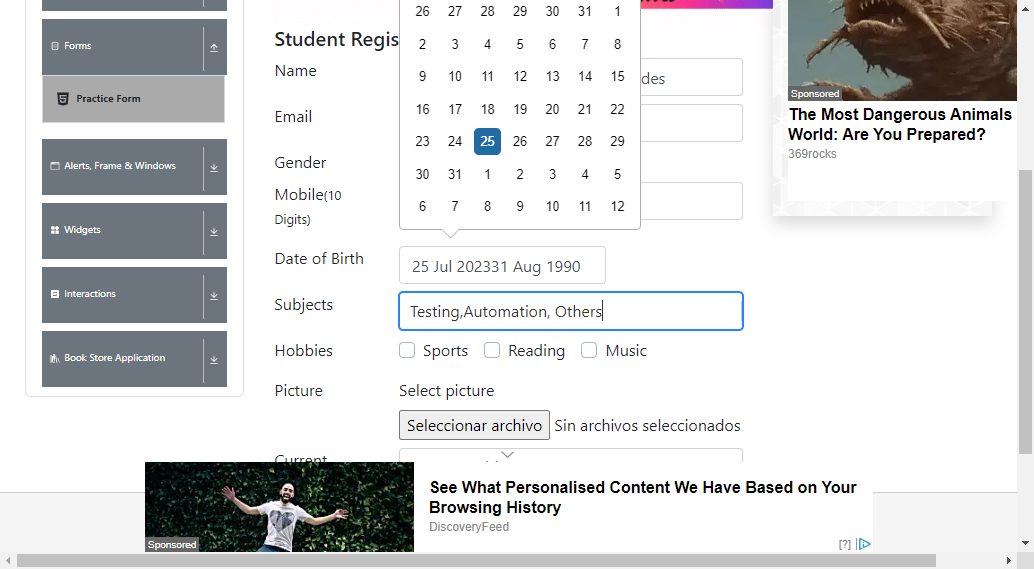 Forms
Practice Form
Alerts, Frame & Windows
Widgets
Interactions
Book Store Application
Student Regis
26 27 28 29 30 31 1
2 3 4 5 6 7 8
9 10 11 12 13 14 15
16 17 18 19 20 21 22
23 24 25 26 27 28 29
30 31 1 2 3 4 5
6 7 8 9 10 11 12
Name
des
Email
Gender
Mobile(10
Digits)
Date of Birth
25 Jul 202331 Aug 1990
Subjects
Testing,Automation, Others
Hobbies
Sports Reading Music
Picture
Select picture
Seleccionar archivo Sin archivos seleccionados
Current
Sponsored
The Most Dangerous Animals
World: Are You Prepared?
369rocks
Sponsored
See What Personalised Content We Have Based on Your
Browsing History
DiscoveryFeed
[?]